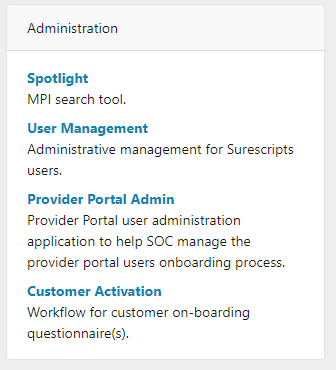 Administration
Spotlight
MPI search tool.
User Management
Administrative management for Surescripts
users.
Provider Portal Admin
Provider Portal user administration
application to help SOC manage the
provider portal users onboarding process.
Customer Activation
Workflow for customer on-boarding
questionnaire(s).